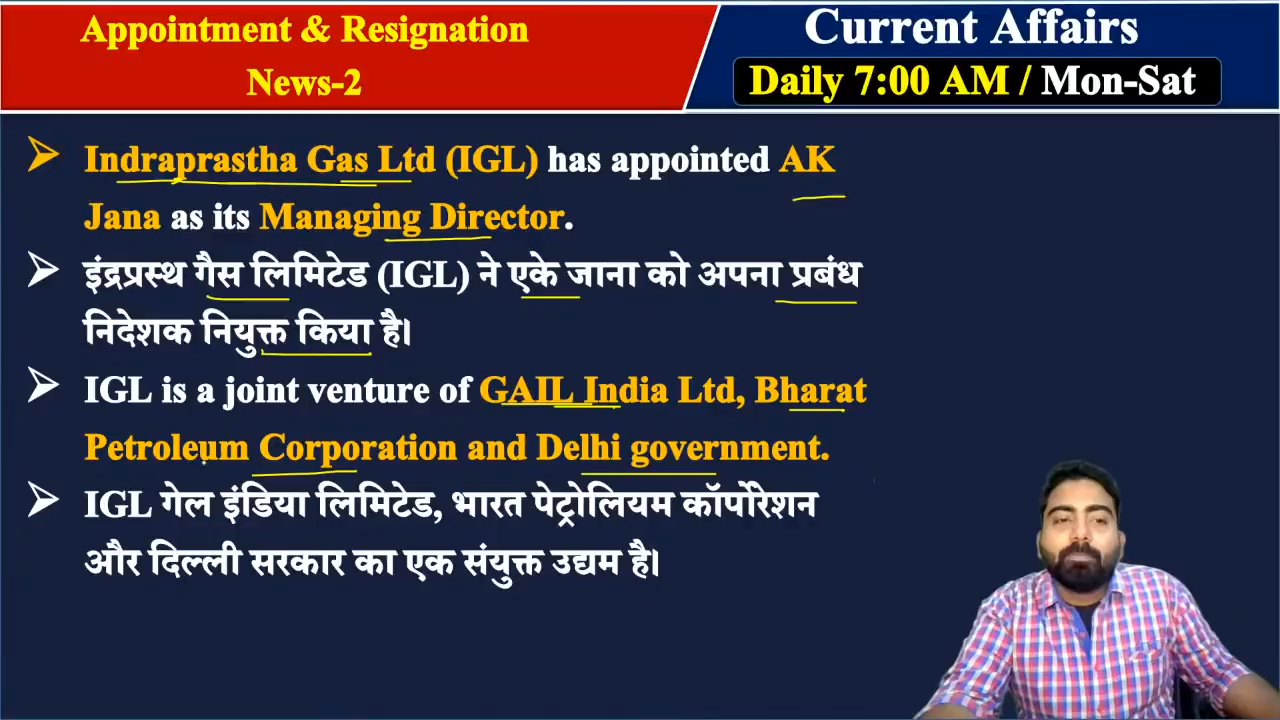 Appointment & Resignation
News-2
Current Affairs
Daily 7:00 AM / Mon-Sat
Indraprastha Gas Ltd (IGL) has appointed AK
Jana as its Managing Director.
इंद्रप्रस्थ गैस लिमिटेड (IGL) ने एके जाना को अपना प्रबंध
निदेशक नियुक्त किया है।
IGL is a joint venture of GAIL India Ltd, Bharat
Petroleum Corporation and Delhi government.
IGL गेल इंडिया लिमिटेड, भारत पेट्रोलियम कॉर्पोरेशन
और दिल्ली सरकार का एक संयुक्त उद्यम है।